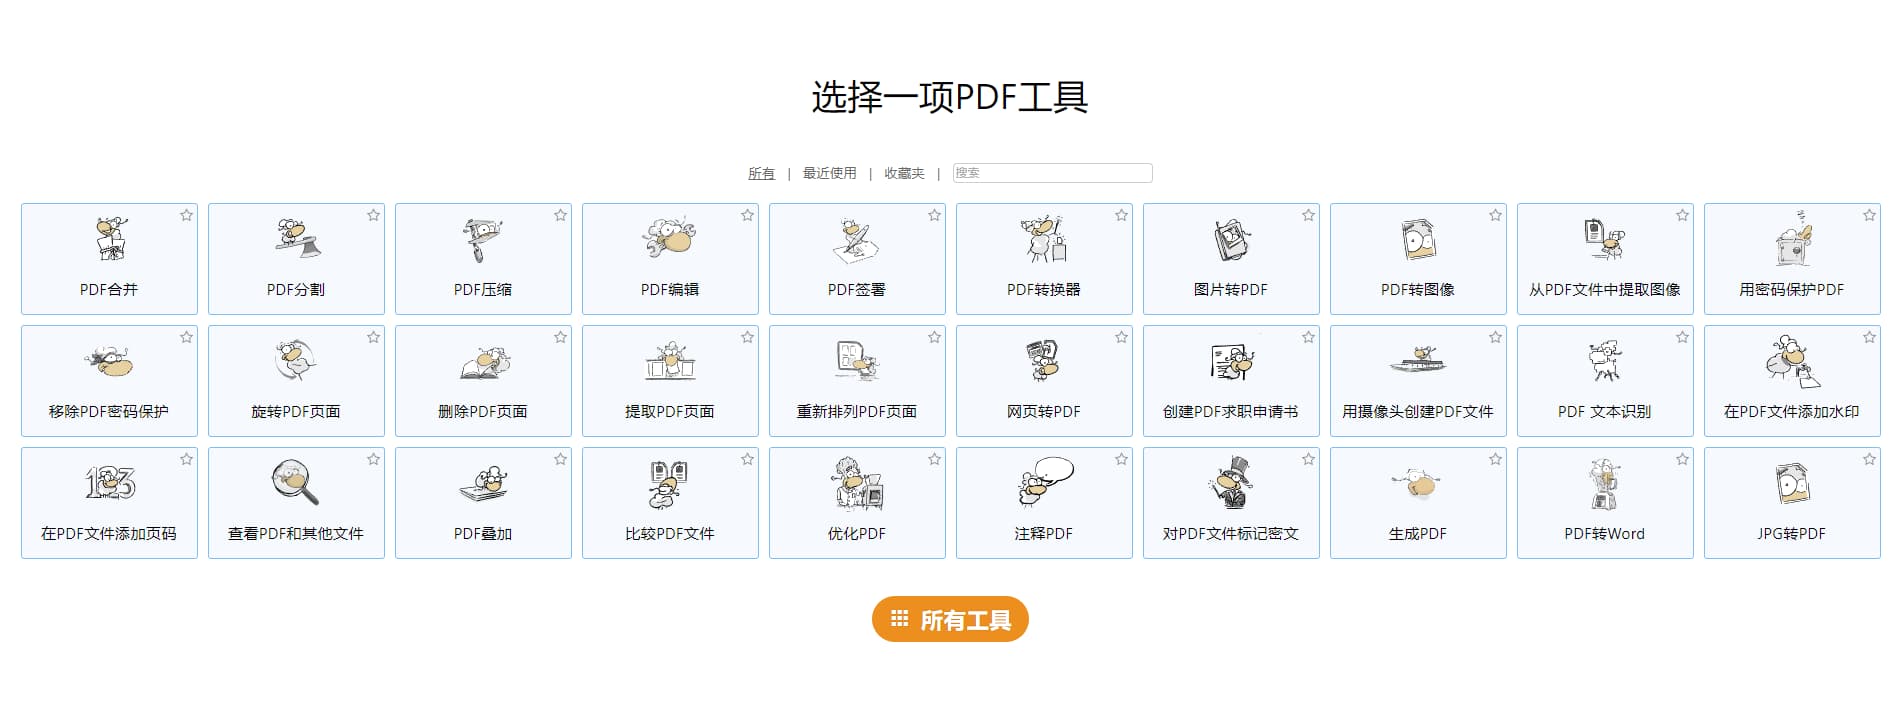 选择一项PDF工具
所有 | 最近使用 | 收藏夹 | 搜索
PDF合并
PDF分割
PDF压缩
PDF编辑
PDF签署
PDF转换器
图片转PDF
PDF转图像
从PDF文件中提取图像
用密码保护PDF
移除PDF密码保护
旋转PDF页面
删除PDF页面
提取PDF页面
重新排列PDF页面
网页转PDF
创建PDF求职申请书
用摄像头创建PDF文件
PDF 文本识别
在PDF文件添加水印
123
在PDF文件添加页码
查看PDF和其他文件
PDF叠加
比较PDF文件
优化PDF
注释PDF
对PDF文件标记密文
生成PDF
PDF转Word
JPG转PDF
所有工具